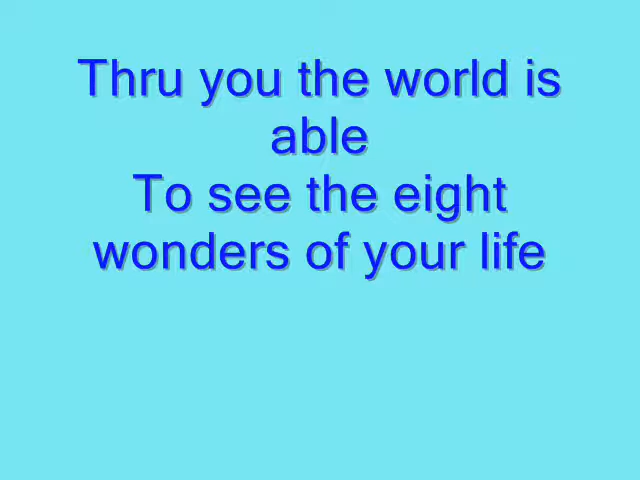 Thru you the world is
able
To see the eight
wonders of your life